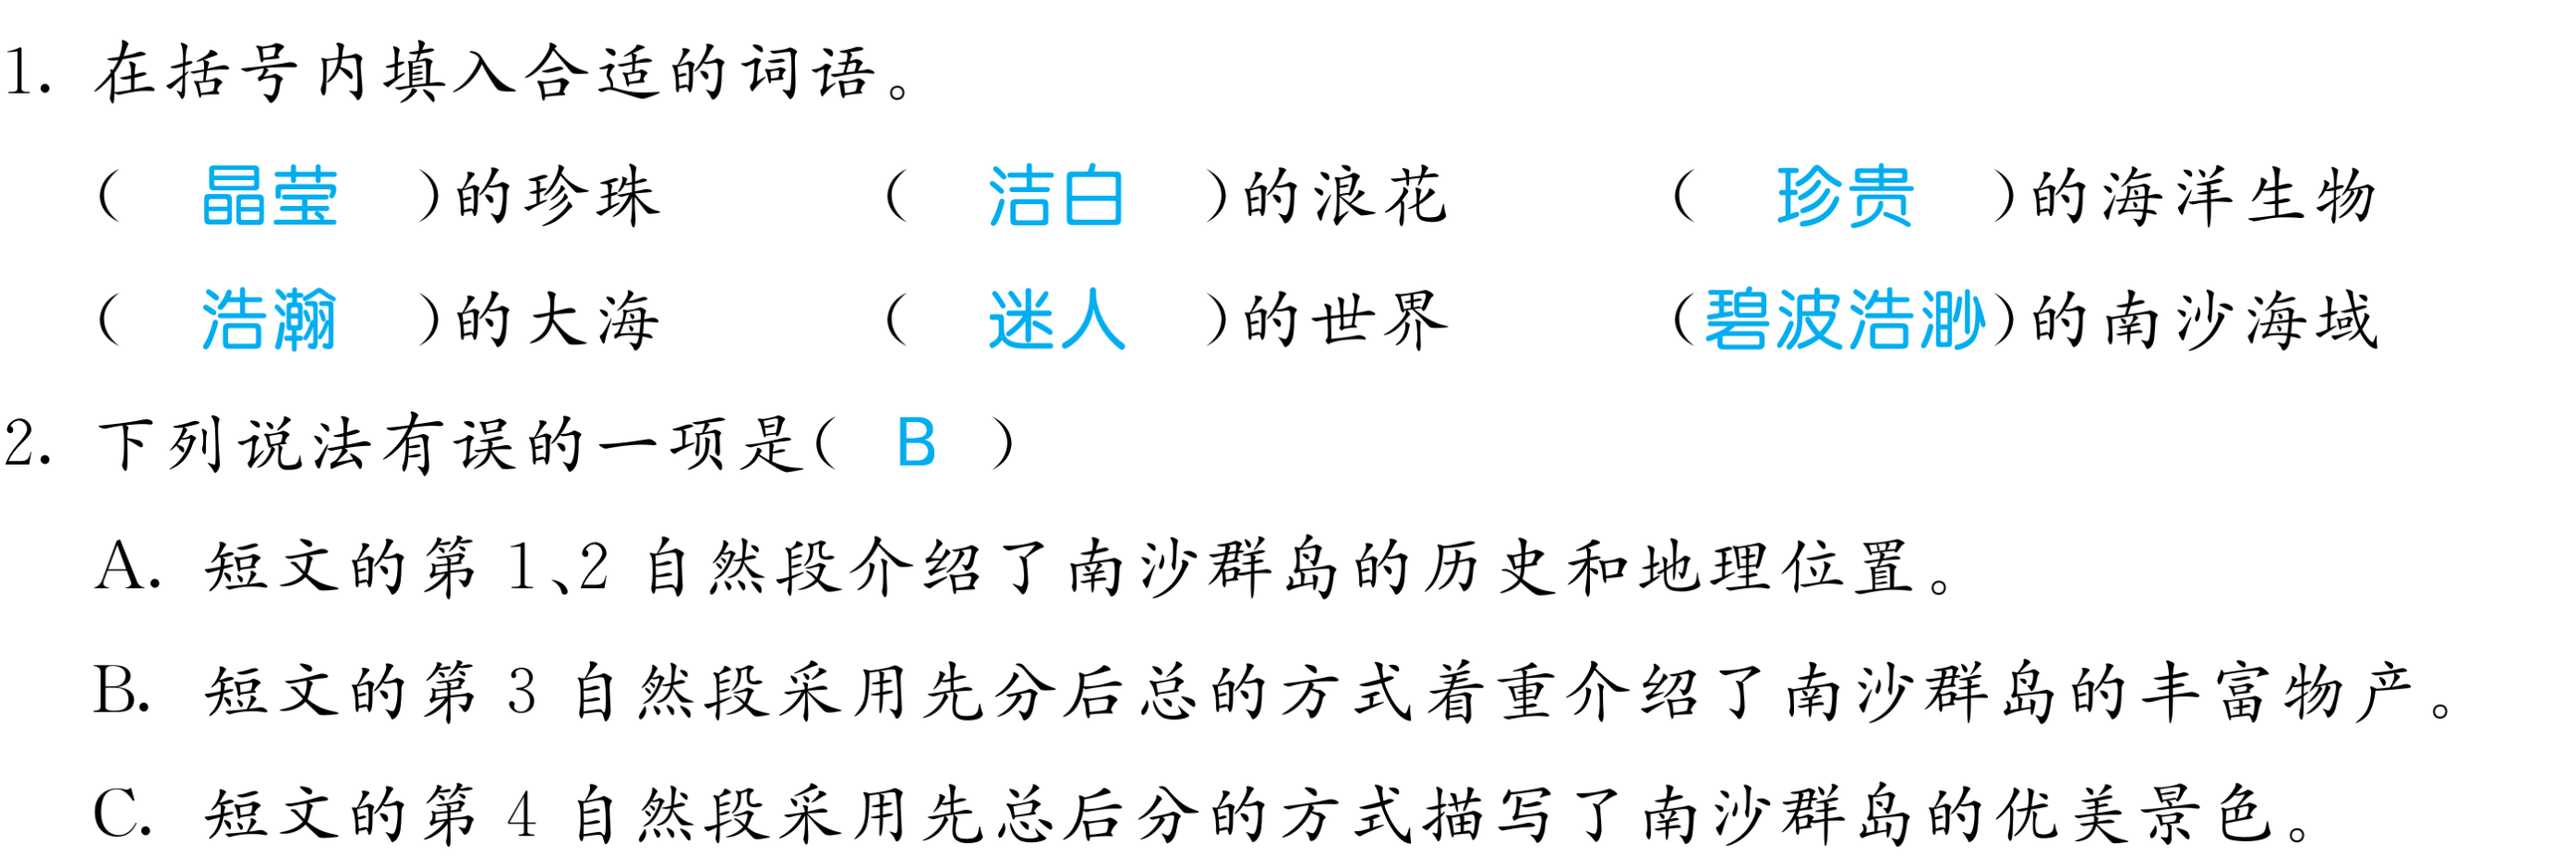 1. 在括号内填入合适的词语。
( 晶莹 )的珍珠 ( 洁白 )的浪花 ( 珍贵 )的海洋生物
( 浩瀚 )的大海 ( 迷人 )的世界 (碧波浩渺)的南沙海域
2. 下列说法有误的一项是( B )
A. 短文的第 1、2 自然段介绍了南沙群岛的历史和地理位置。
B. 短文的第 3 自然段采用先分后总的方式着重介绍了南沙群岛的丰富物产。
C. 短文的第 4 自然段采用先总后分的方式描写了南沙群岛的优美景色。